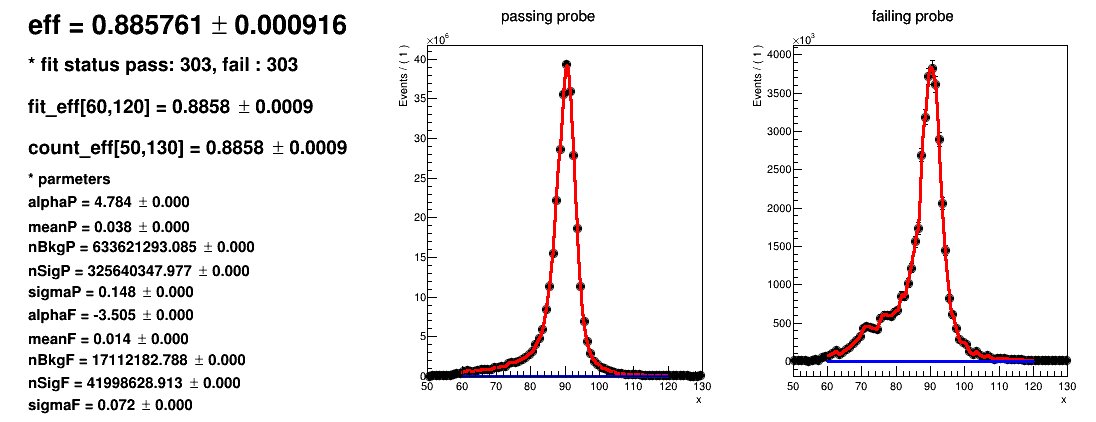 eff = 0.885761 ± 0.000916
* fit status pass: 303, fail : 303
fit_eff[60,120] = 0.8858 ± 0.0009
count_eff[50,130] = 0.8858 ± 0.0009
* parmeters
alphaP = 4.784 ± 0.000
meanP = 0.038 ± 0.000
nBkgP = 633621293.085 ± 0.000
nSigP = 325640347.977 ± 0.000
sigmaP = 0.148 ± 0.000
alphaF = -3.505 ± 0.000
meanF = 0.014 ± 0.000
nBkgF = 17112182.788 ± 0.000
nSigF = 41998628.913 ± 0.000
sigmaF = 0.072 ± 0.000
passing probe
×10⁶
Events / ( 1 )
40
35
30
25
20
15
10
5
0
50 60 70 80 90 100 110 120 130
x
failing probe
×10³
Events / ( 1 )
4000
3500
3000
2500
2000
1500
1000
500
0
50 60 70 80 90 100 110 120 130
x